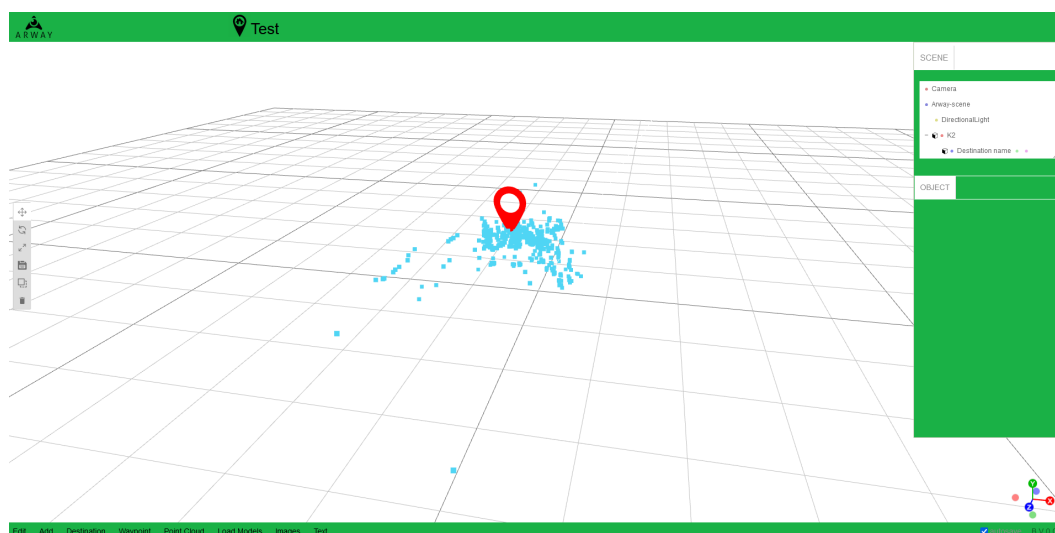 ARWAY
Test
SCENE
Camera
Arway-scene
DirectionalLight
K2
Destination name
OBJECT
Y
X
Z
Edit Add Destination Waypoint Point Cloud Load Models Images Text